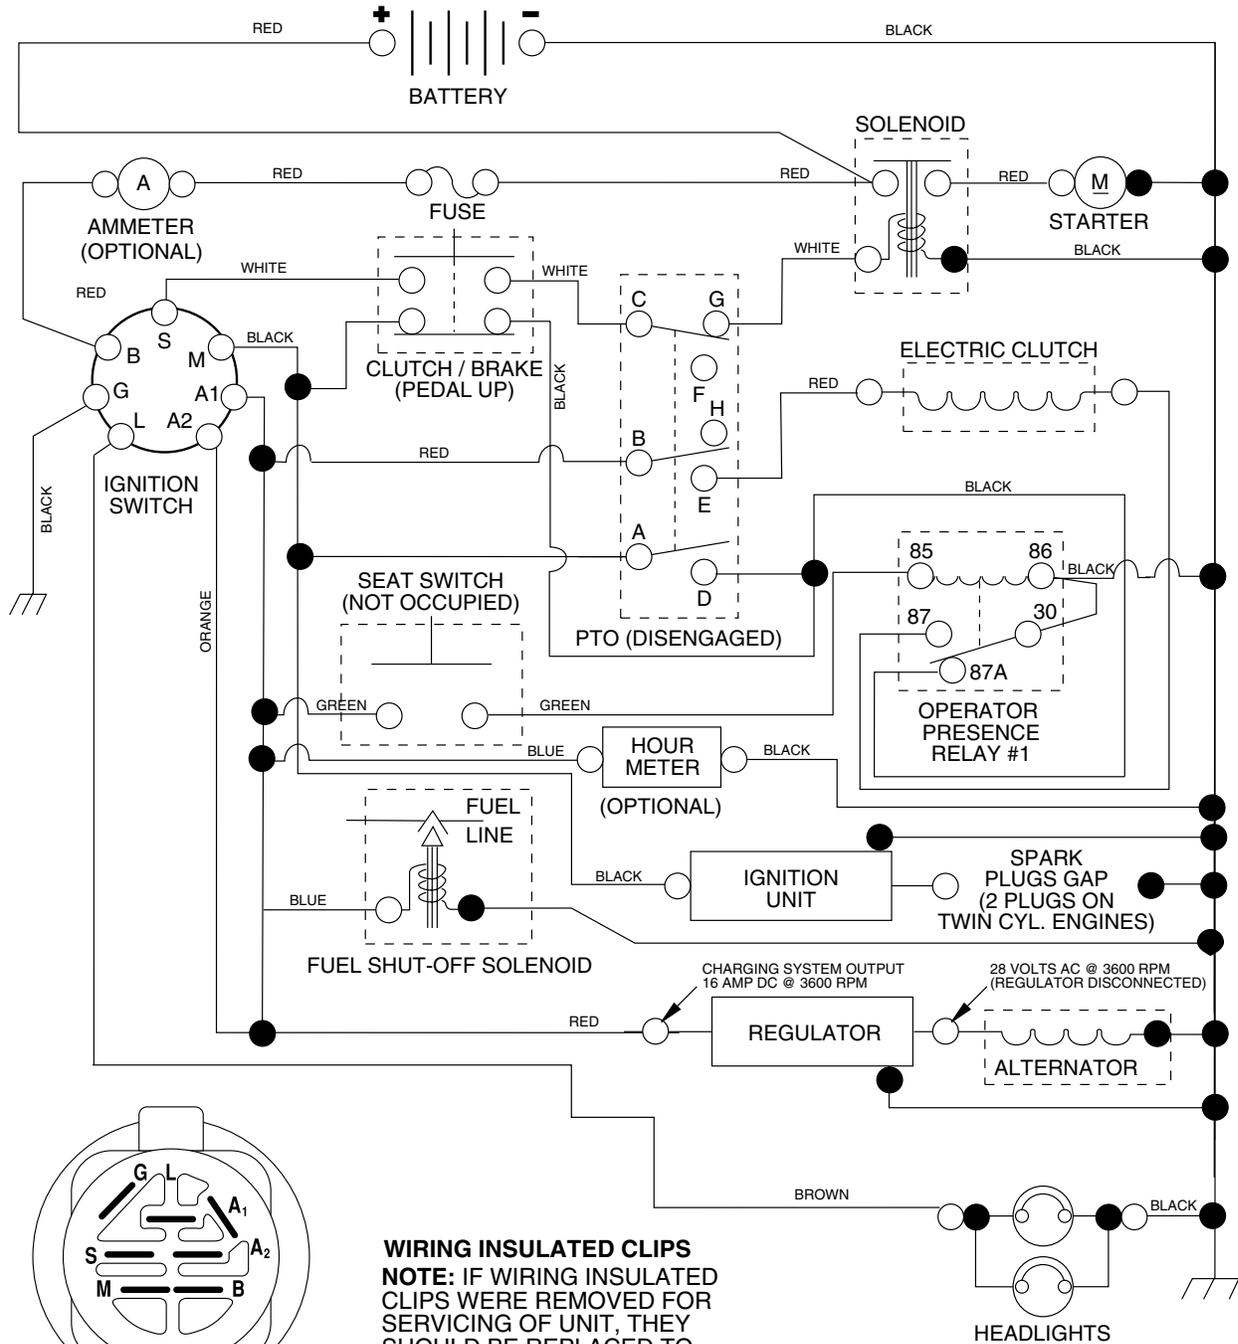 + -
RED
BLACK
BATTERY
SOLENOID
A
RED
RED
RED
M
FUSE
AMMETER
(OPTIONAL)
STARTER
WHITE
BLACK
WHITE
WHITE
RED
C
G
S
B
M
BLACK
CLUTCH / BRAKE
(PEDAL UP)
ELECTRIC CLUTCH
G
A1
F
RED
BLACK
H
L
A2
B
RED
IGNITION
SWITCH
E
BLACK
BLACK
A
85
86
BLACK
SEAT SWITCH
(NOT OCCUPIED)
D
ORANGE
87
30
PTO (DISENGAGED)
87A
GREEN
GREEN
OPERATOR
PRESENCE
RELAY #1
BLUE
HOUR
METER
BLACK
(OPTIONAL)
FUEL
LINE
SPARK
PLUGS GAP
(2 PLUGS ON
TWIN CYL. ENGINES)
BLACK
IGNITION
UNIT
BLUE
FUEL SHUT-OFF SOLENOID
CHARGING SYSTEM OUTPUT
16 AMP DC @ 3600 RPM
28 VOLTS AC @ 3600 RPM
(REGULATOR DISCONNECTED)
RED
REGULATOR
ALTERNATOR
G L
A1
S
A2
M
B
BROWN
BLACK
HEADLIGHTS
WIRING INSULATED CLIPS
NOTE: IF WIRING INSULATED
CLIPS WERE REMOVED FOR
SERVICING OF UNIT, THEY
SHOULD BE REPLACED TO